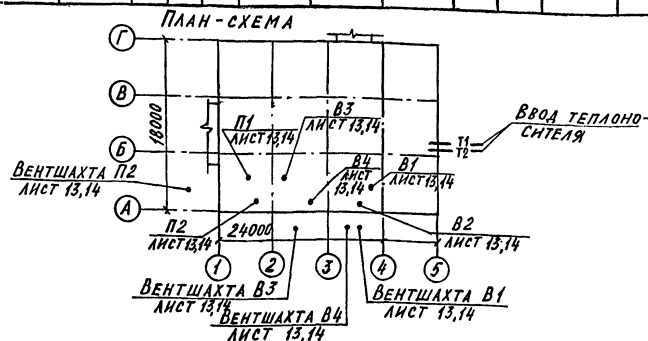 ПЛАН-СХЕМА
Г
В
18000
П1
ЛИСТ 13,14
В3
ЛИСТ 13,14
Т1
Т2
ВВОД ТЕПЛОНО-
СИТЕЛЯ
Б
ВЕНТШАХТА П2
ЛИСТ 13,14
В4
ЛИСТ
13,14
В1
ЛИСТ 13,14
А
П2
ЛИСТ 13,14
24000
В2
ЛИСТ 13,14
1
2
3
4
5
ВЕНТШАХТА В3
ЛИСТ 13,14
ВЕНТШАХТА В4
ЛИСТ 13,14
ВЕНТШАХТА В1
ЛИСТ 13,14